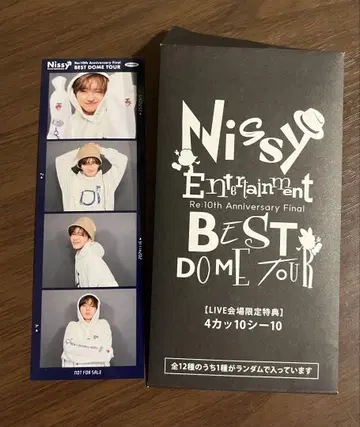 Nissy
Re:10th Anniversary Final
BEST DOME TOUR
NOT FOR SALE
Nissy
Entertainment
Re:10th Anniversary Final
BEST
DOME TOUR
【LIVE会場限定特典】
4カッ10シー10
全12種のうち1種がランダムで入っています